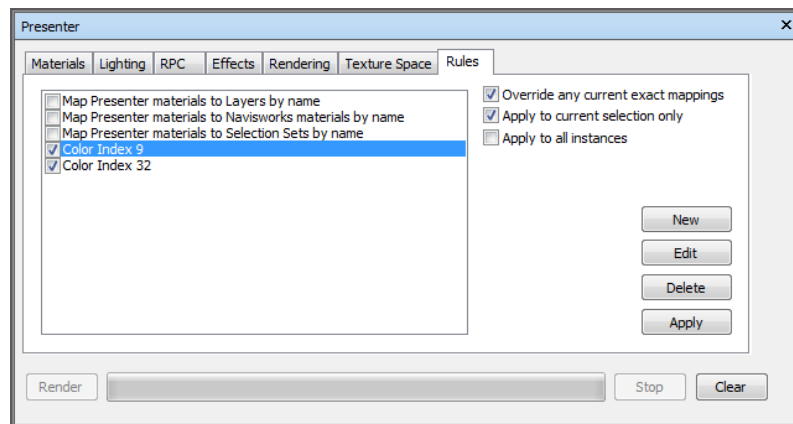 Presenter
Materials Lighting RPC Effects Rendering Texture Space Rules
Map Presenter materials to Layers by name
Map Presenter materials to Navisworks materials by name
Map Presenter materials to Selection Sets by name
Color Index 9
Color Index 32
Override any current exact mappings
Apply to current selection only
Apply to all instances
New
Edit
Delete
Apply
Render Stop Clear